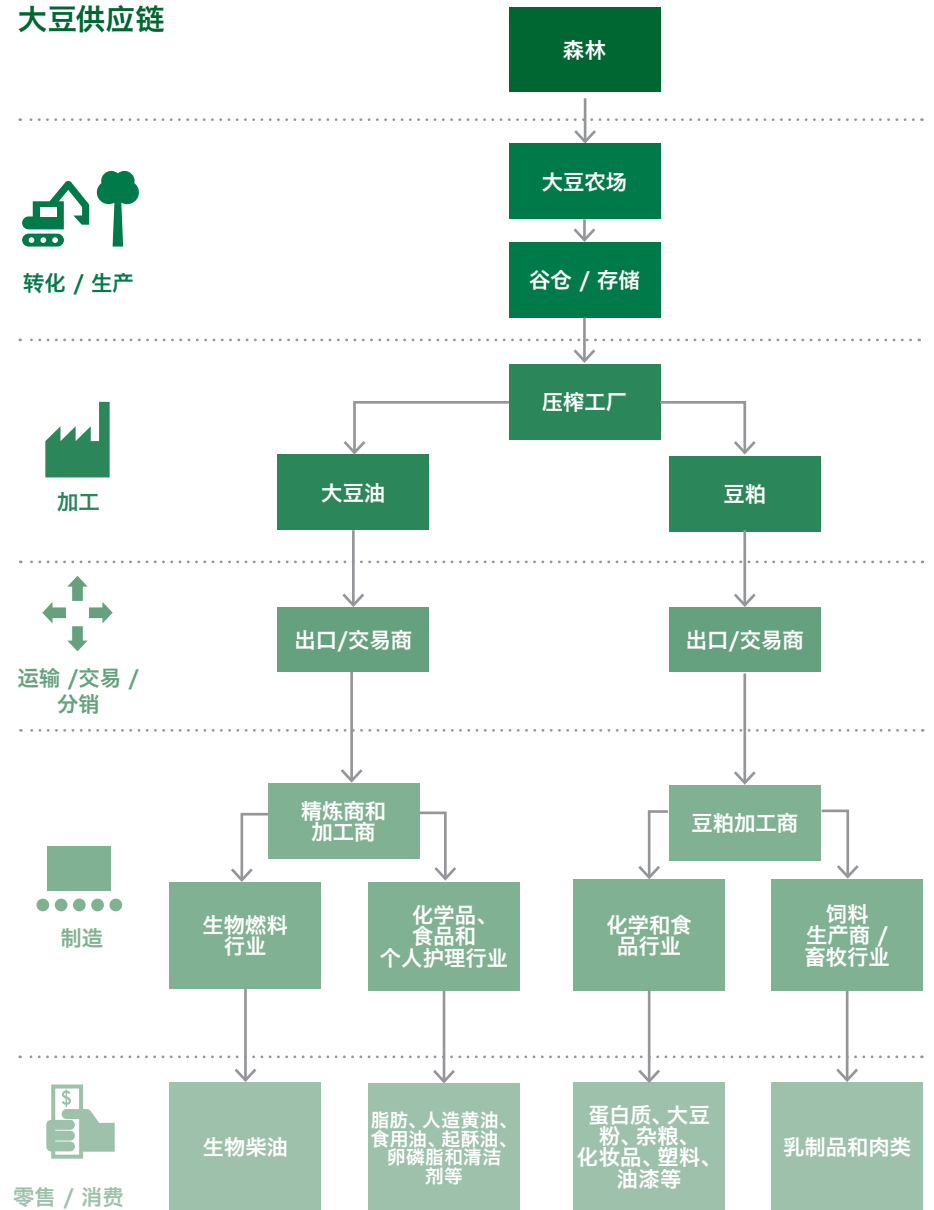 大豆供应链
森林
大豆农场
转化 / 生产
谷仓 / 存储
压榨工厂
加工
大豆油
豆粕
出口/交易商
出口/交易商
运输 /交易 /
分销
精炼商和
加工商
豆粕加工商
制造
生物燃料
行业
化学品、
食品和
个人护理行业
化学和食
品行业
饲料
生产商 /
畜牧行业
$
零售 / 消费
生物柴油
脂肪、人造黄油、
食用油、起酥油、
卵磷脂和清洁
剂等
蛋白质、大豆
粉、杂粮、
化妆品、塑料、
油漆等
乳制品和肉类